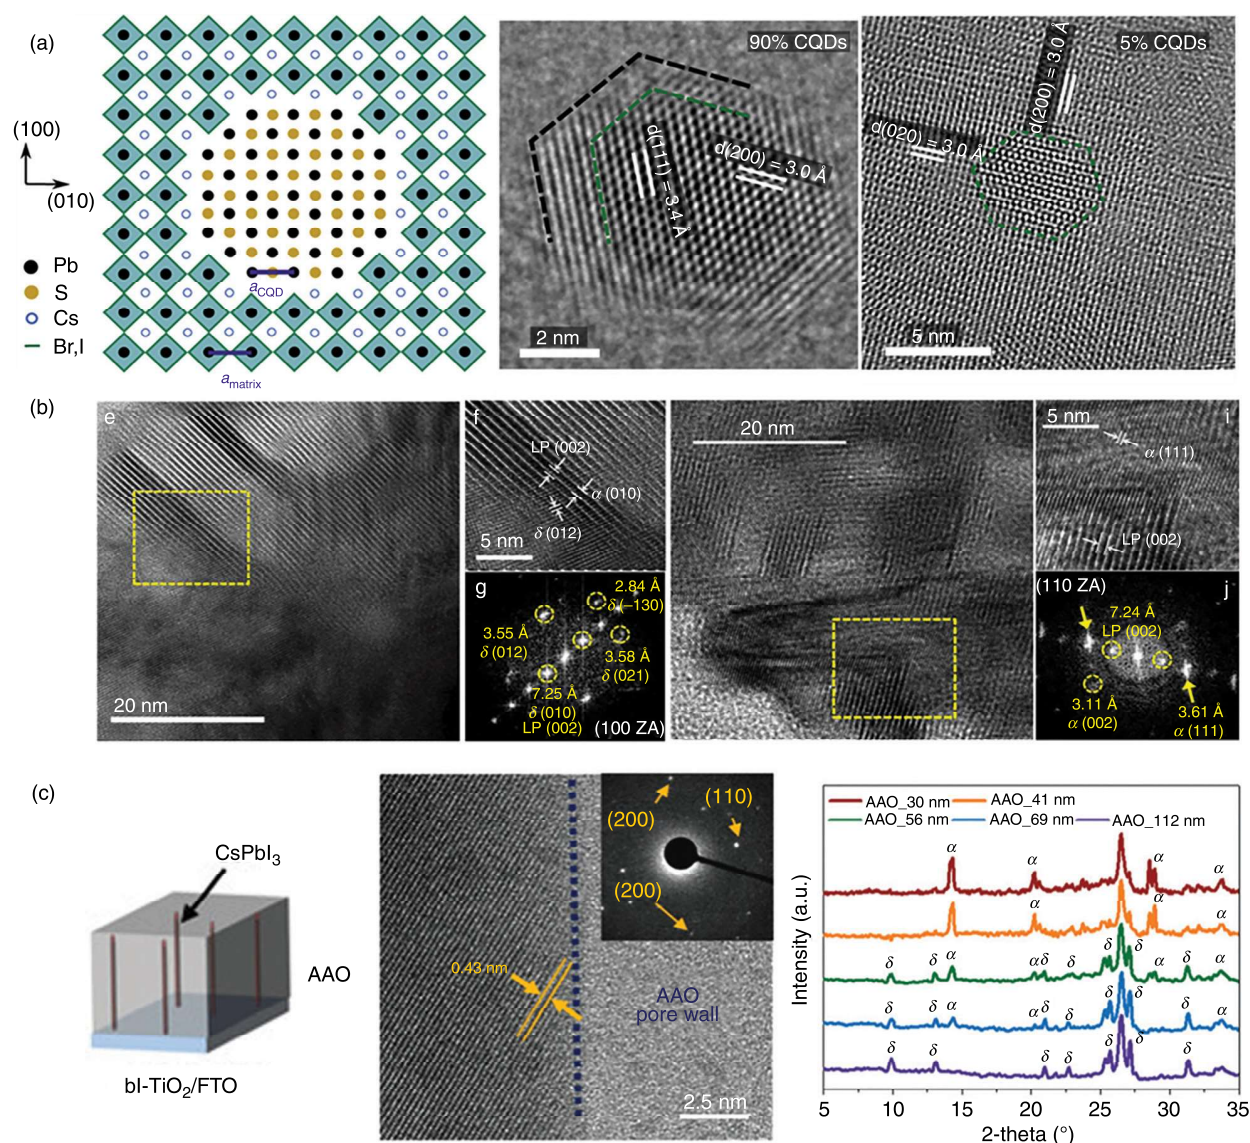 (a)
(100)
(010)
Pb
S
Cs
Br,I
aCQD
amatrix
90% CQDs
d(111) = 3.4 Å
d(200) = 3.0 Å
2 nm
5% CQDs
d(200) = 3.0 Å
d(020) = 3.0 Å
5 nm
(b)
e
20 nm
f
LP (002)
α (010)
δ (012)
5 nm
g
2.84 Å
δ (−130)
3.55 Å
δ (012)
3.58 Å
δ (021)
7.25 Å
δ (010)
LP (002)
(100 ZA)
20 nm
5 nm
i
α (111)
LP (002)
(110 ZA)
j
7.24 Å
LP (002)
3.11 Å
α (002)
3.61 Å
α (111)
(c)
CsPbI3
AAO
bl-TiO2/FTO
0.43 nm
AAO
pore wall
2.5 nm
(200)
(110)
(200)
AAO_30 nm
AAO_41 nm
AAO_56 nm
AAO_69 nm
AAO_112 nm
α α α α
α α α
δ δ α α δ δ δ δ α δ α
δ δ α α δ δ δ δ δ α
δ δ δ δ δ δ δ
Intensity (a.u.)
5 10 15 20 25 30 35
2-theta (°)